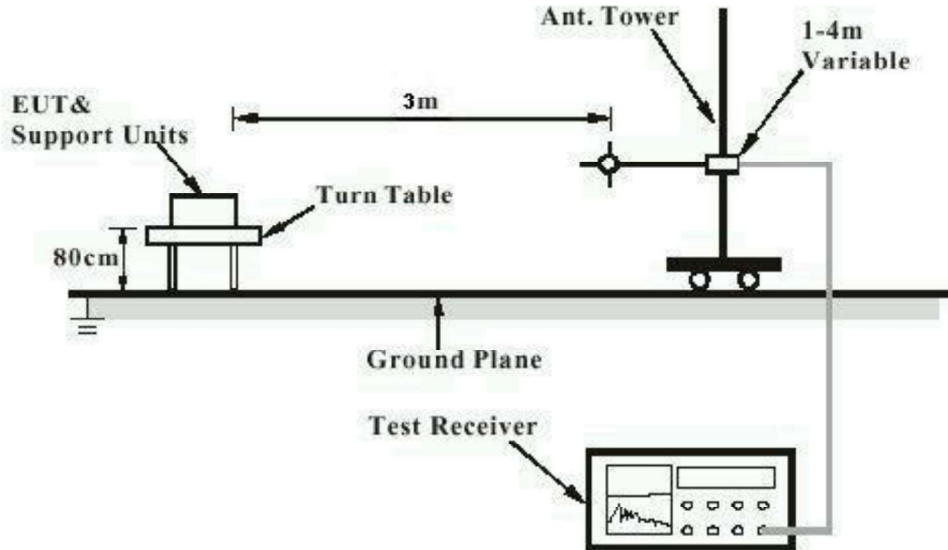 Ant. Tower
1-4m
Variable
3m
EUT&
Support Units
Turn Table
80cm
Ground Plane
Test Receiver